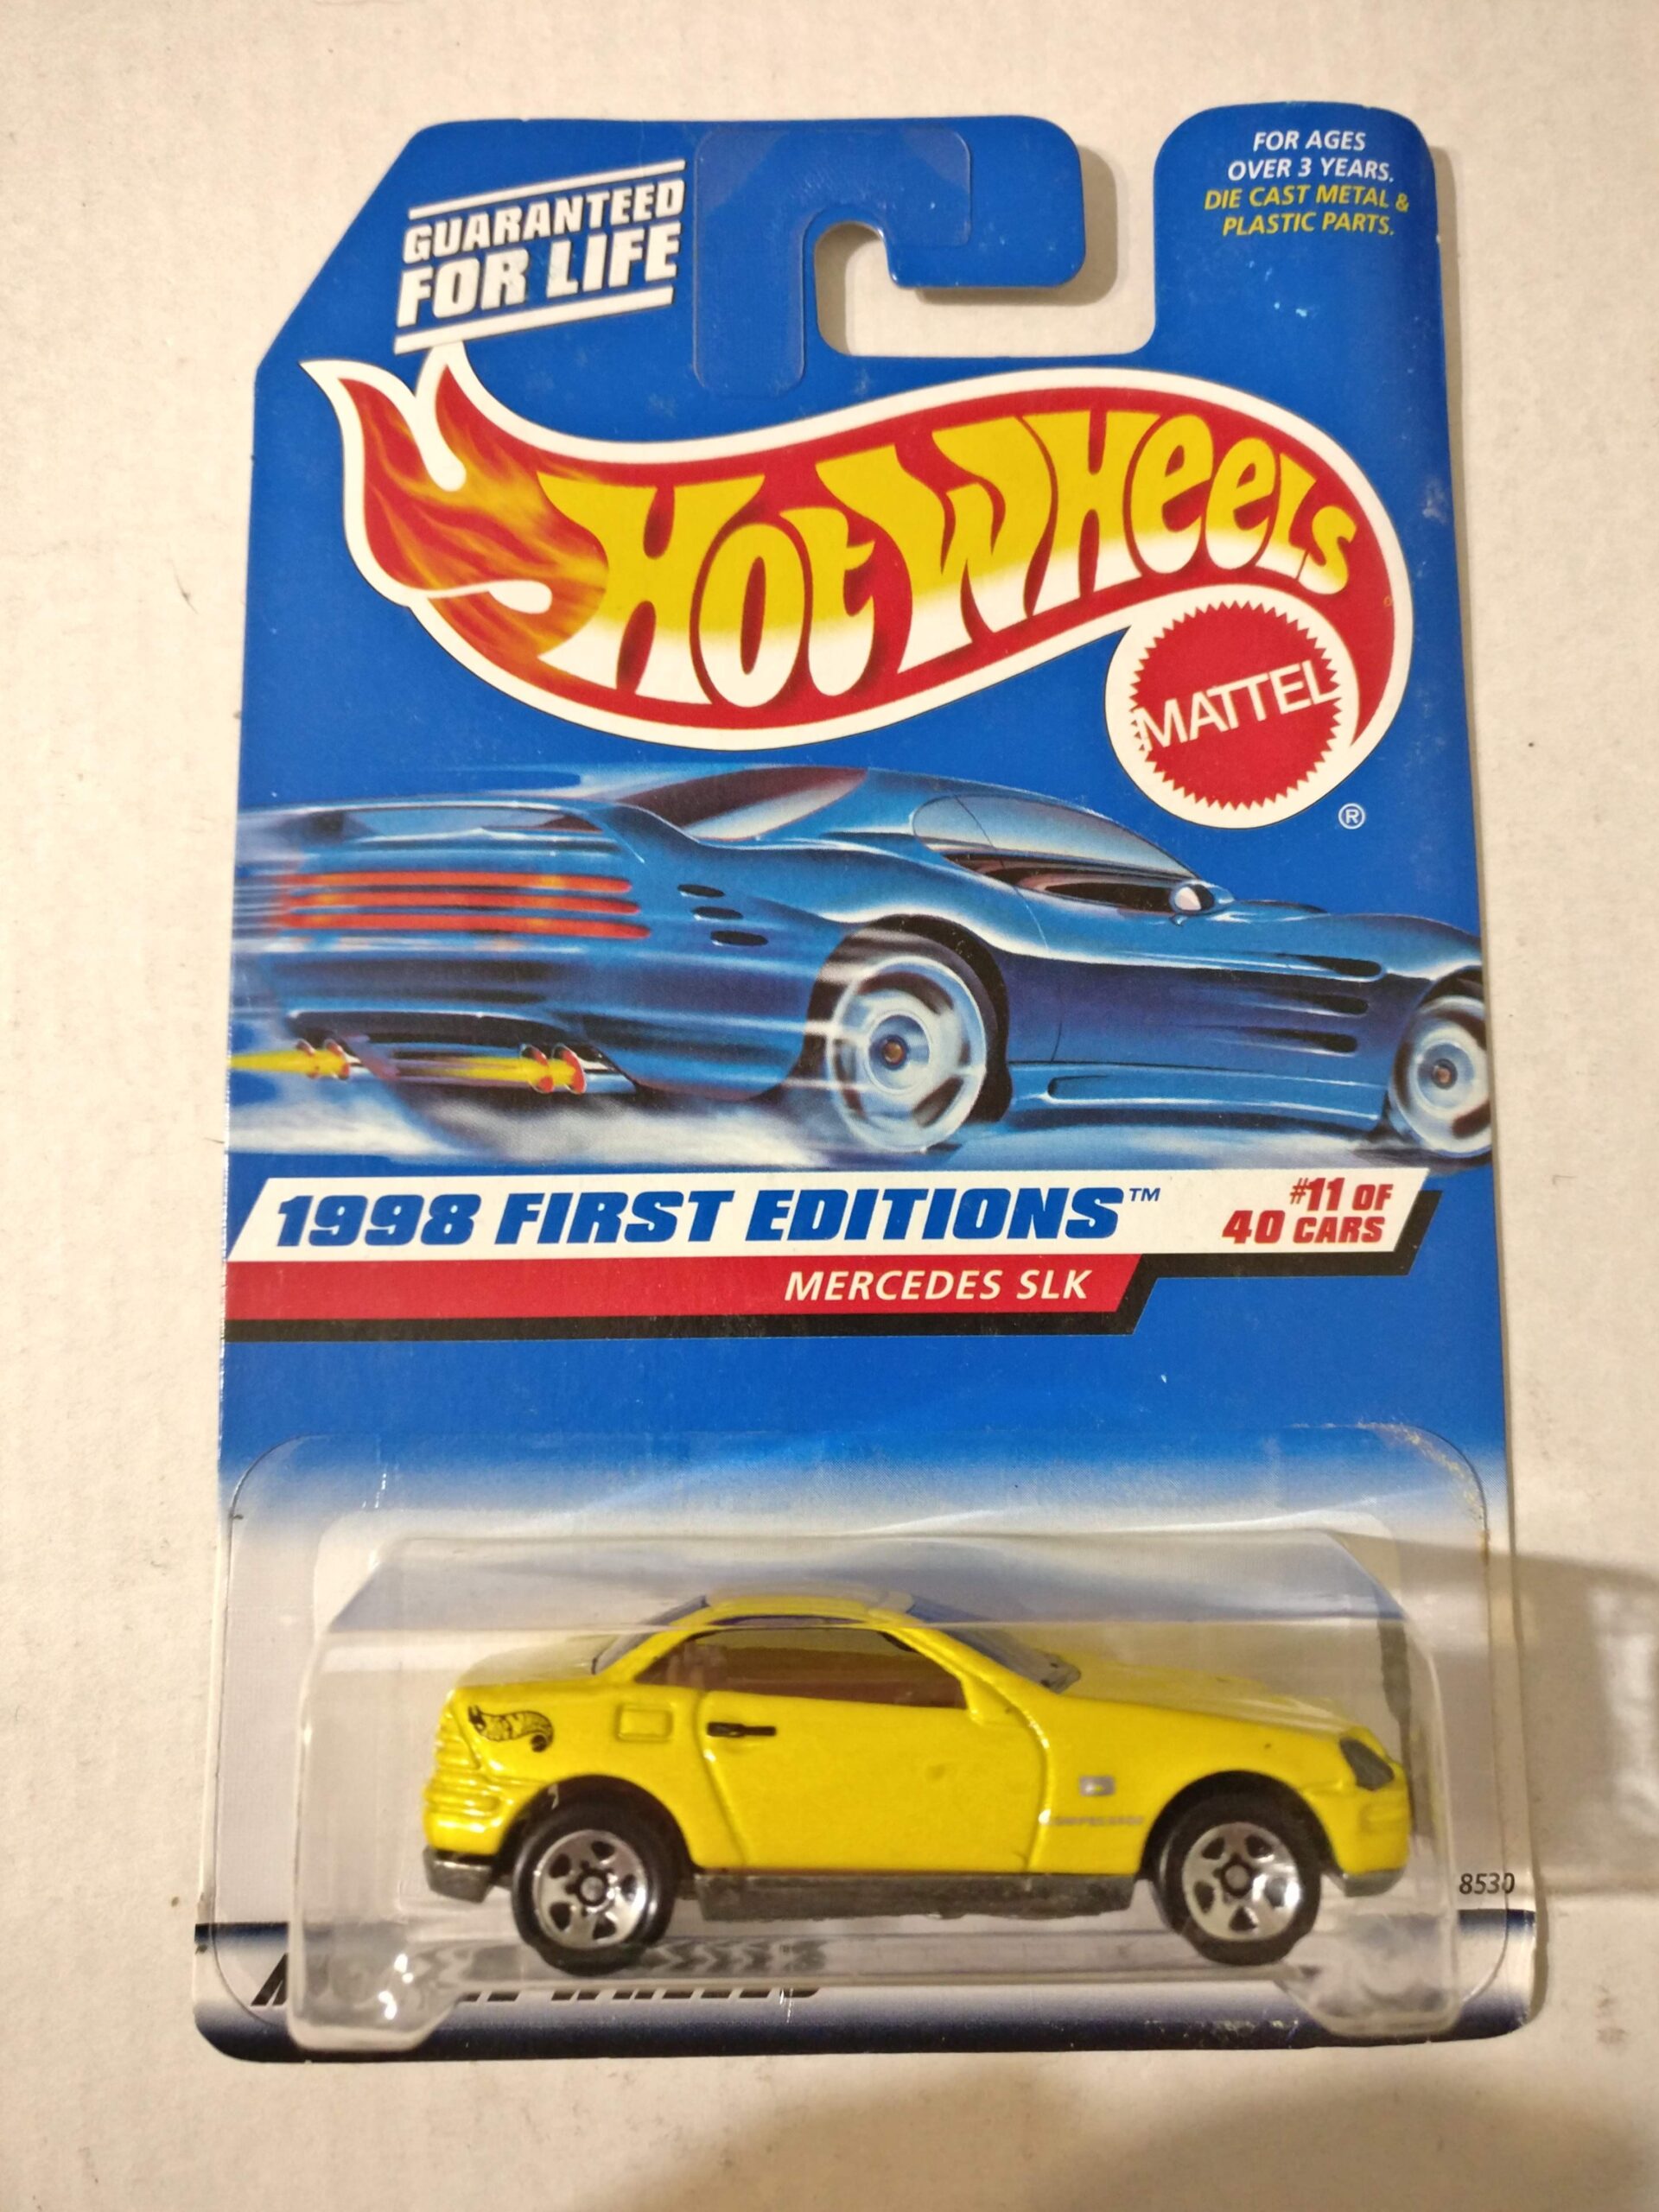 GUARANTEED
FOR LIFE
FOR AGES
OVER 3 YEARS.
DIE CAST METAL &
PLASTIC PARTS.
HOT WHEELS
MATTEL
®
1998 FIRST EDITIONS™
#11 OF
40 CARS
MERCEDES SLK
8530